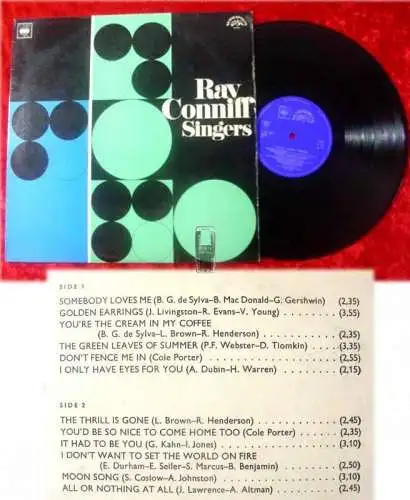 Ray
Conniff
Singers
SIDE 1
SOMEBODY LOVES ME (B. G. de Sylva–B. Mac Donald–G. Gershwin) (2,35)
GOLDEN EARRINGS (J. Livingston–R. Evans–V. Young) . . . . . . . . . (3,55)
YOU'RE THE CREAM IN MY COFFEE
(B. G. de Sylva–L. Brown–R. Henderson) . . . . . . . . . (2,35)
THE GREEN LEAVES OF SUMMER (P.F. Webster–D. Tiomkin) . (3,35)
DON'T FENCE ME IN (Cole Porter) . . . . . . . . . . . . . . . (2,55)
I ONLY HAVE EYES FOR YOU (A. Dubin–H. Warren) . . . . . . (2,15)
SIDE 2
THE THRILL IS GONE (L. Brown–R. Henderson) . . . . . . . . . (2,45)
YOU'D BE SO NICE TO COME HOME TOO (Cole Porter) . . . (2,35)
IT HAD TO BE YOU (G. Kahn–I. Jones) . . . . . . . . . . . . (3,10)
I DON'T WANT TO SET THE WORLD ON FIRE
(E. Durham–E. Seller–S. Marcus–B. Benjamin) . . . . . . (2,50)
MOON SONG (S. Coslow–A. Johnston) . . . . . . . . . . . . (3,10)
ALL OR NOTHING AT ALL (J. Lawrence–A. Altman) . . . . . . (2,45)